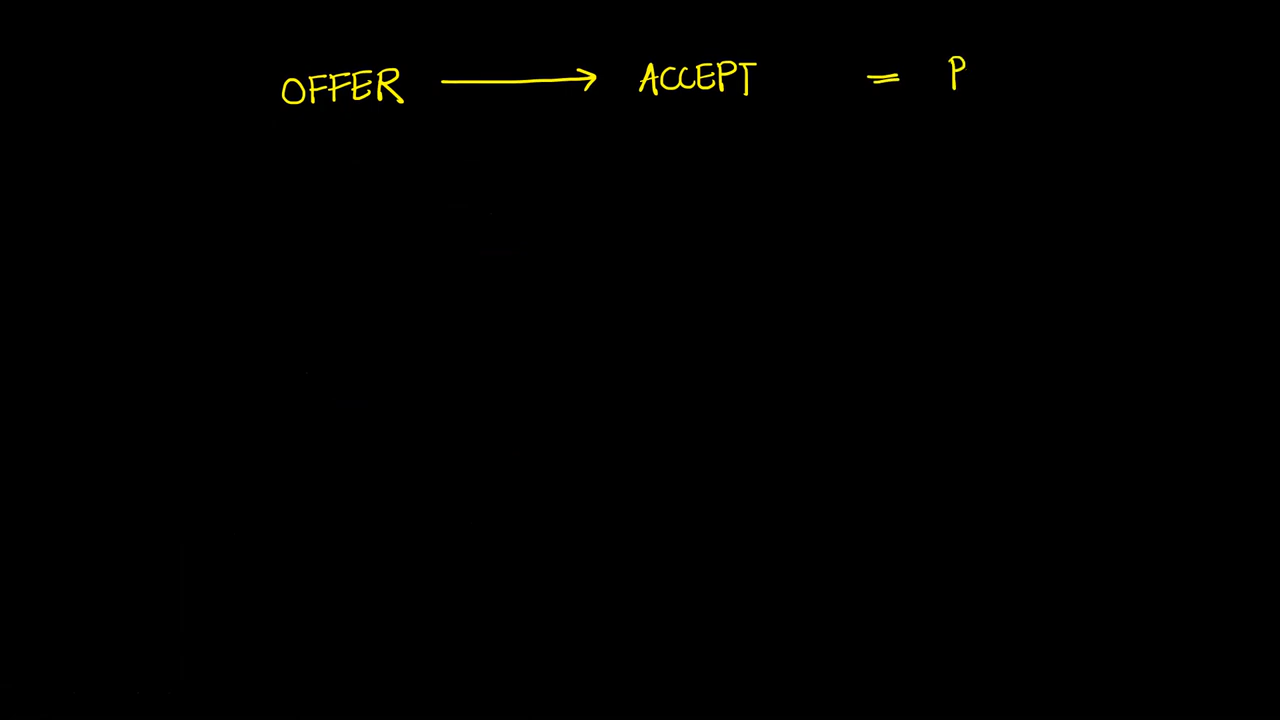 OFFER → ACCEPT = P